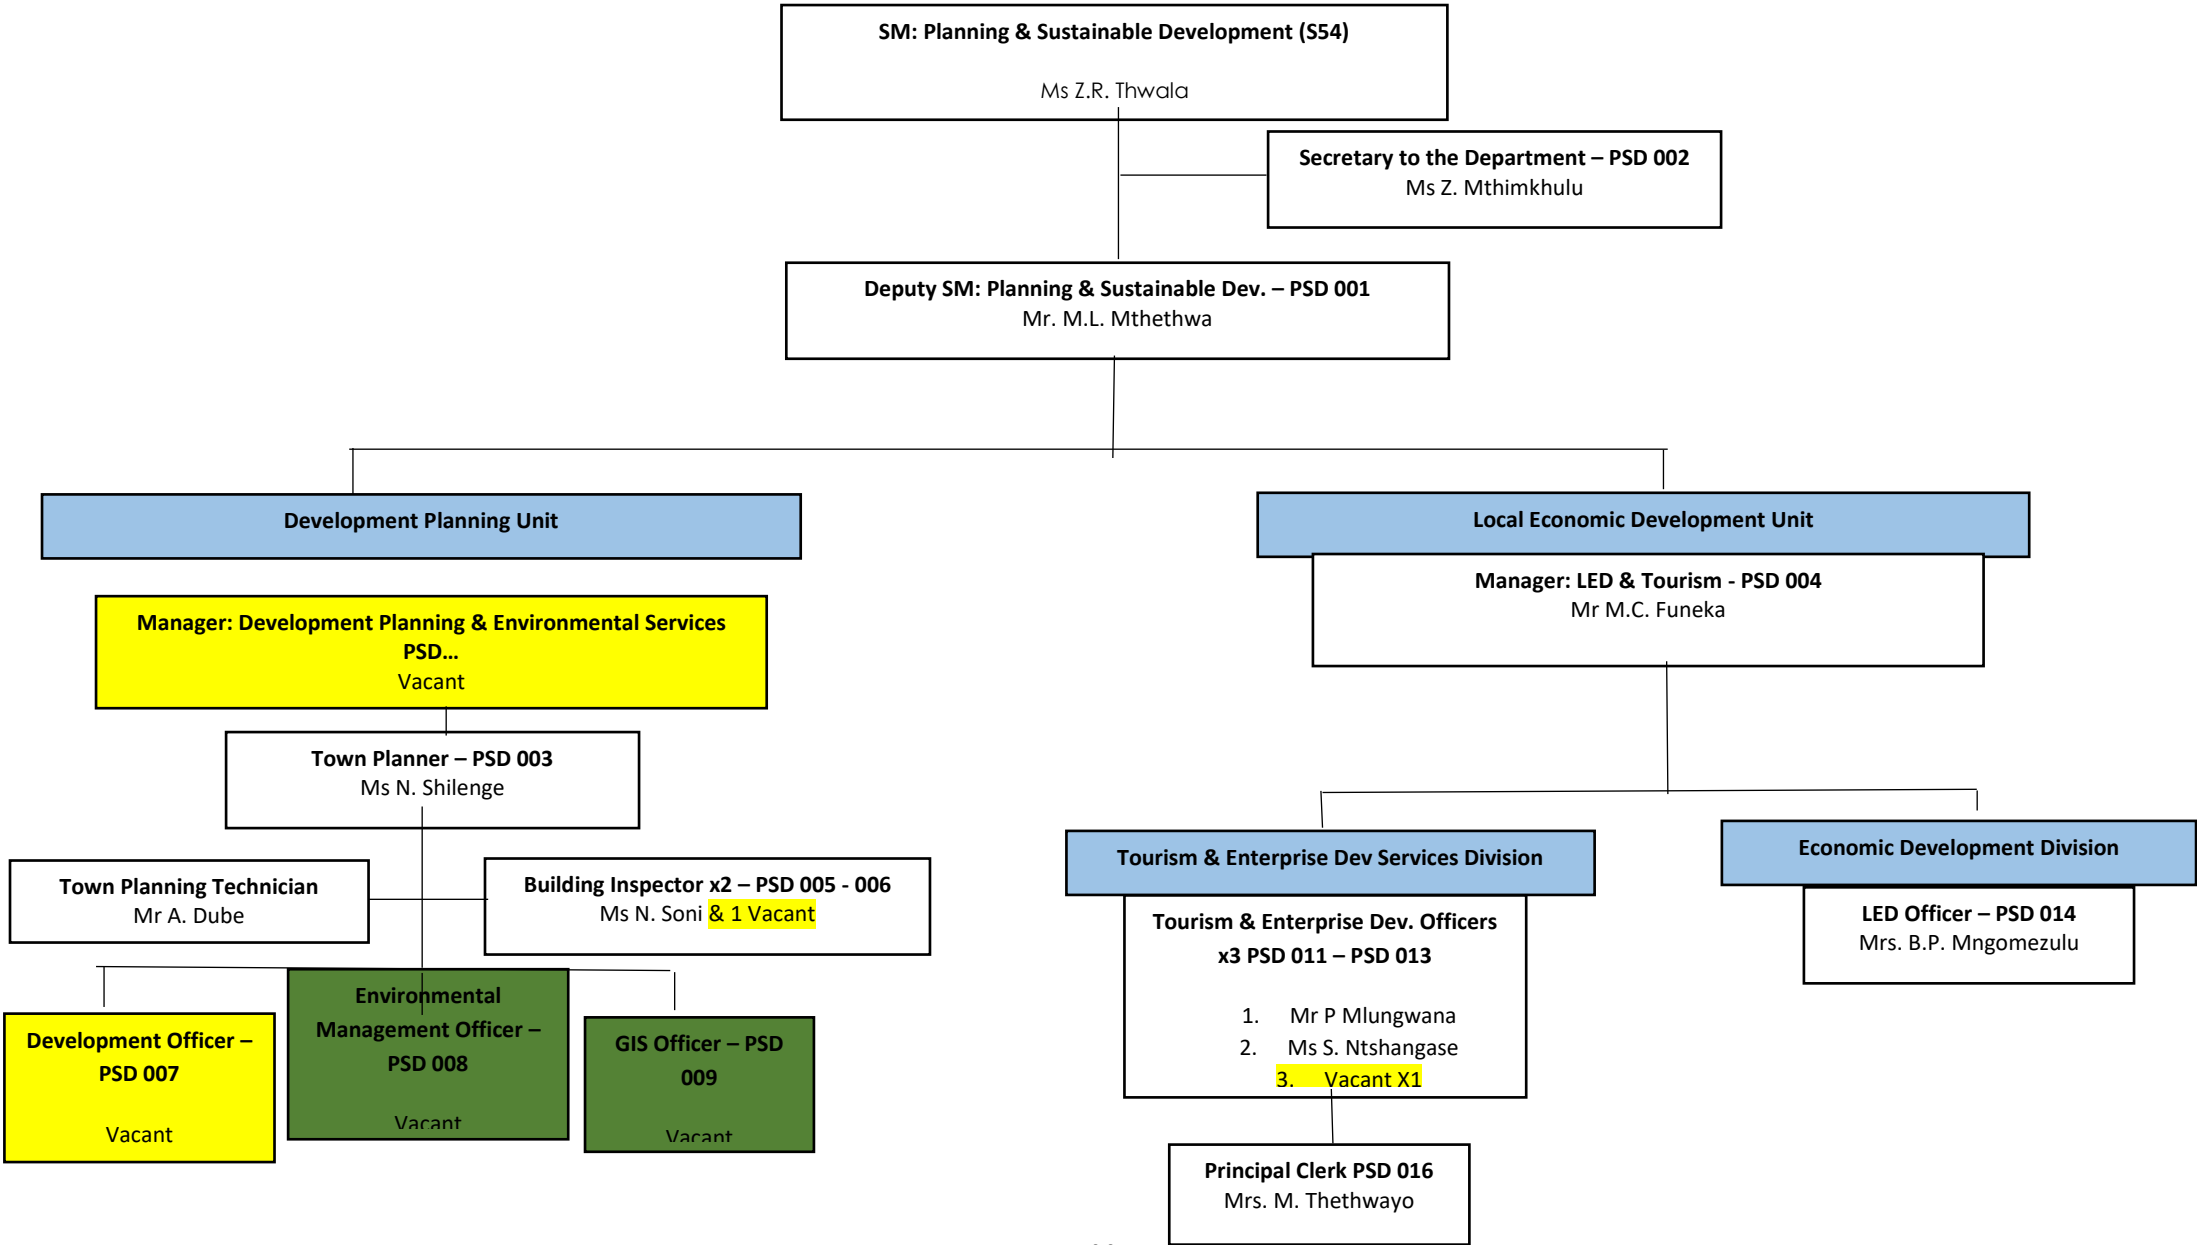 SM: Planning & Sustainable Development (S54)
Ms Z.R. Thwala
Secretary to the Department – PSD 002
Ms Z. Mthimkhulu
Deputy SM: Planning & Sustainable Dev. – PSD 001
Mr. M.L. Mthethwa
Development Planning Unit
Manager: Development Planning & Environmental Services
PSD...
Vacant
Town Planner – PSD 003
Ms N. Shilenge
Town Planning Technician
Mr A. Dube
Building Inspector x2 – PSD 005 - 006
Ms N. Soni & 1 Vacant
Development Officer –
PSD 007
Vacant
Environmental
Management Officer –
PSD 008
Vacant
GIS Officer – PSD
009
Vacant
Local Economic Development Unit
Manager: LED & Tourism - PSD 004
Mr M.C. Funeka
Tourism & Enterprise Dev Services Division
Tourism & Enterprise Dev. Officers
x3 PSD 011 – PSD 013
1. Mr P Mlungwana
2. Ms S. Ntshangase
3. Vacant X1
Principal Clerk PSD 016
Mrs. M. Thethwayo
Economic Development Division
LED Officer – PSD 014
Mrs. B.P. Mngomezulu